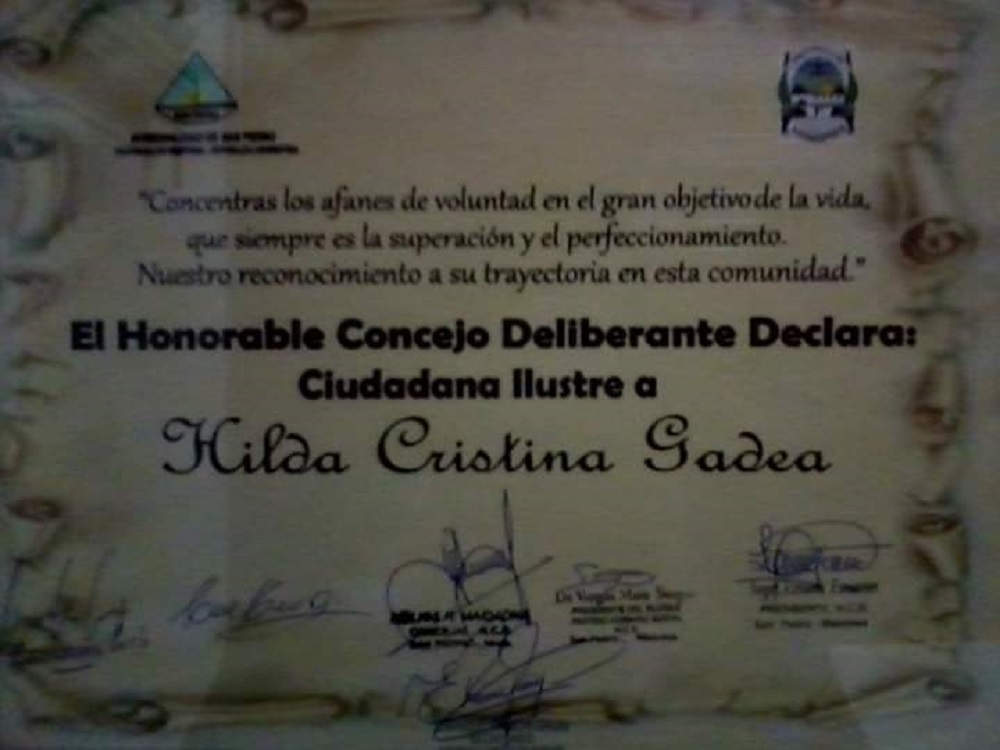 "Concentras los afanes de voluntad en el gran objetivo de la vida,
que siempre es la superación y el perfeccionamiento.
Nuestro reconocimiento a su trayectoria en esta comunidad."
El Honorable Concejo Deliberante Declara:
Ciudadana Ilustre a
Hilda Cristina Gadea